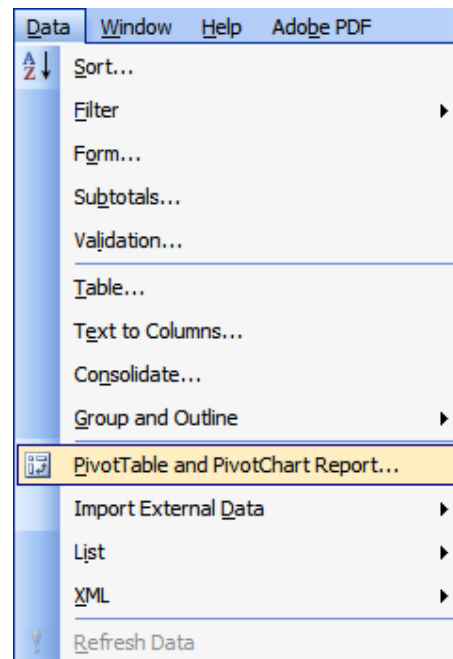 Data Window Help Adobe PDF
A Z Sort...
Filter
Form...
Subtotals...
Validation...
Table...
Text to Columns...
Consolidate...
Group and Outline
PivotTable and PivotChart Report...
Import External Data
List
XML
Refresh Data